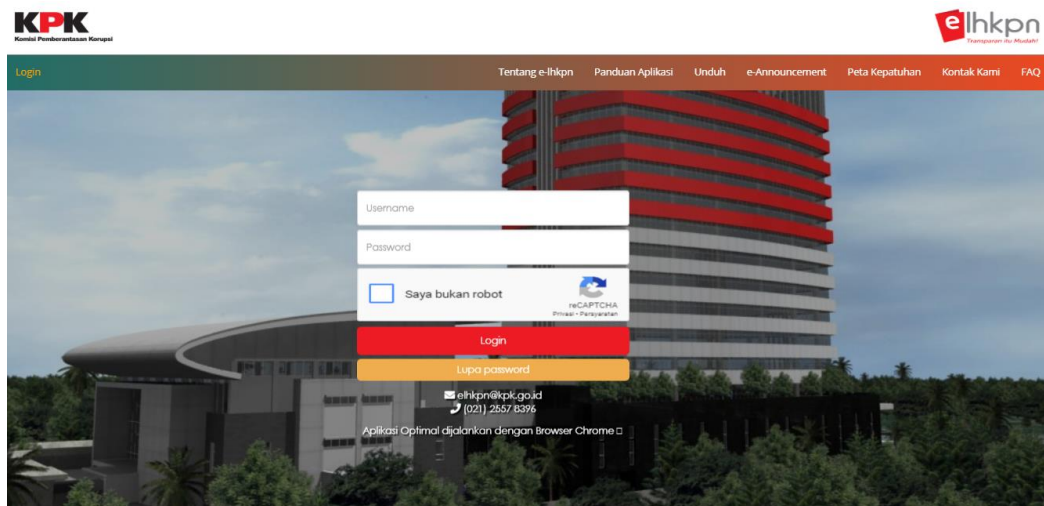 KPK
Komisi Pemberantasan Korupsi
elhkpn
Transparan itu Mudah!
Login
Tentang e-lhkpn
Panduan Aplikasi
Unduh
e-Announcement
Peta Kepatuhan
Kontak Kami
FAQ
Username
Password
Saya bukan robot
reCAPTCHA
Privasi - Persyaratan
Login
Lupa password
elhkpn@kpk.go.id
(021) 2557 8396
Aplikasi Optimal dijalankan dengan Browser Chrome